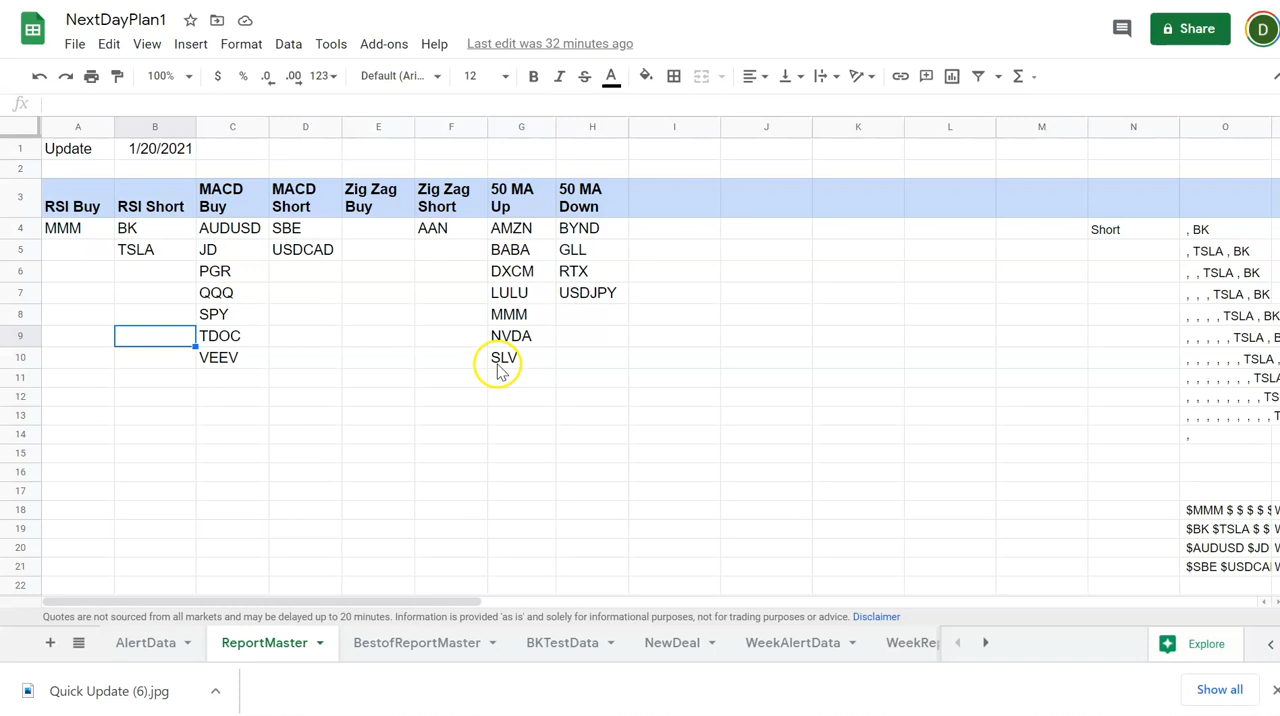 NextDayPlan1
File Edit View Insert Format Data Tools Add-ons Help Last edit was 32 minutes ago
Share
D
100% $ % .0 .00 123 Default (Ari... 12 B I S A
fx
A B C D E F G H I J K L M N O
1 Update 1/20/2021
2
3 RSI Buy RSI Short MACD Buy MACD Short Zig Zag Buy Zig Zag Short 50 MA Up 50 MA Down
4 MMM BK AUDUSD SBE AAN AMZN BYND Short , BK
5 TSLA JD USDCAD BABA GLL , TSLA , BK
6 PGR DXCM RTX , , TSLA , BK
7 QQQ LULU USDJPY , , , TSLA , BK
8 SPY MMM , , , , TSLA , BK
9 TDOC NVDA , , , , , TSLA , B
10 VEEV SLV , , , , , , TSLA ,
11 , , , , , , , TSLA
12 , , , , , , , , TS
13 , , , , , , , , , T
14 ,
15
16
17
18 $MMM $ $ $ $ $
19 $BK $TSLA $ $
20 $AUDUSD $JD
21 $SBE $USDCA
22
Quotes are not sourced from all markets and may be delayed up to 20 minutes. Information is provided 'as is' and solely for informational purposes, not for trading purposes or advice. Disclaimer
AlertData ReportMaster BestofReportMaster BKTestData NewDeal WeekAlertData WeekRe
Explore
Quick Update (6).jpg
Show all